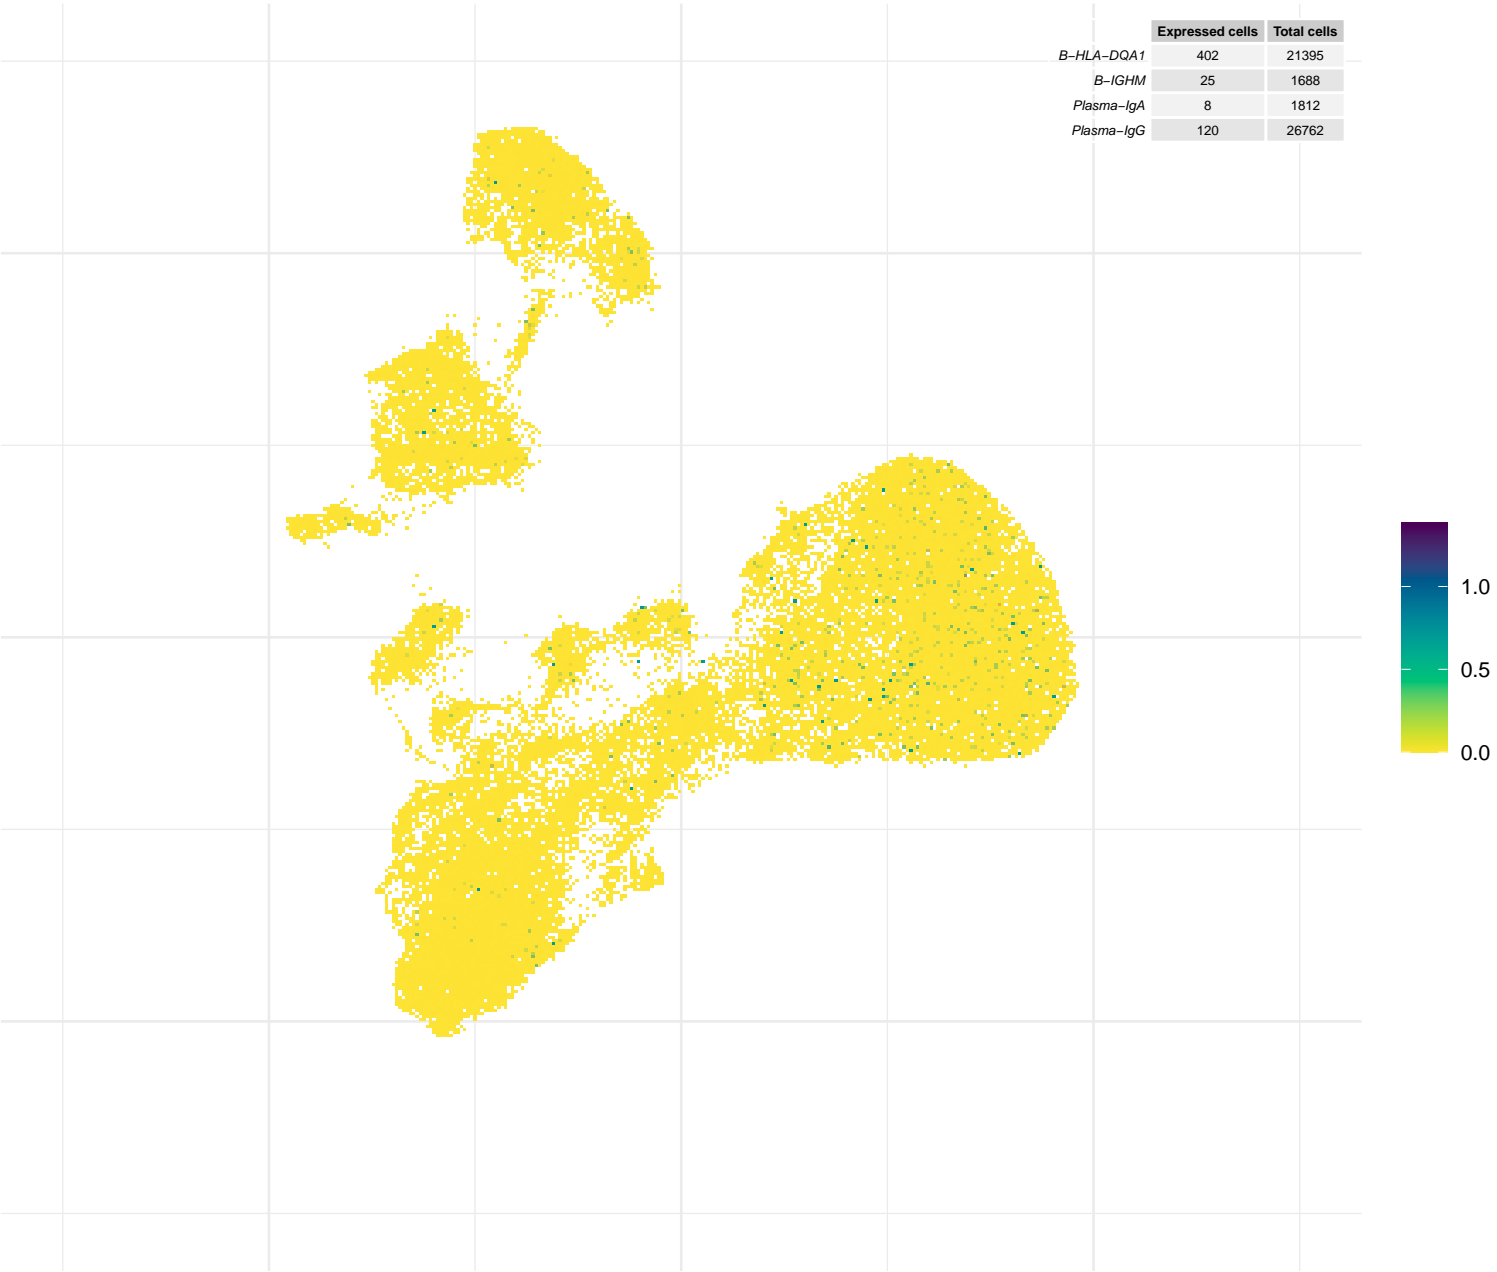 Expressed cells Total cells
B−HLA−DQA1 402 21395
B−IGHM 25 1688
Plasma−IgA 8 1812
Plasma−IgG 120 26762
1.0
0.5
0.0